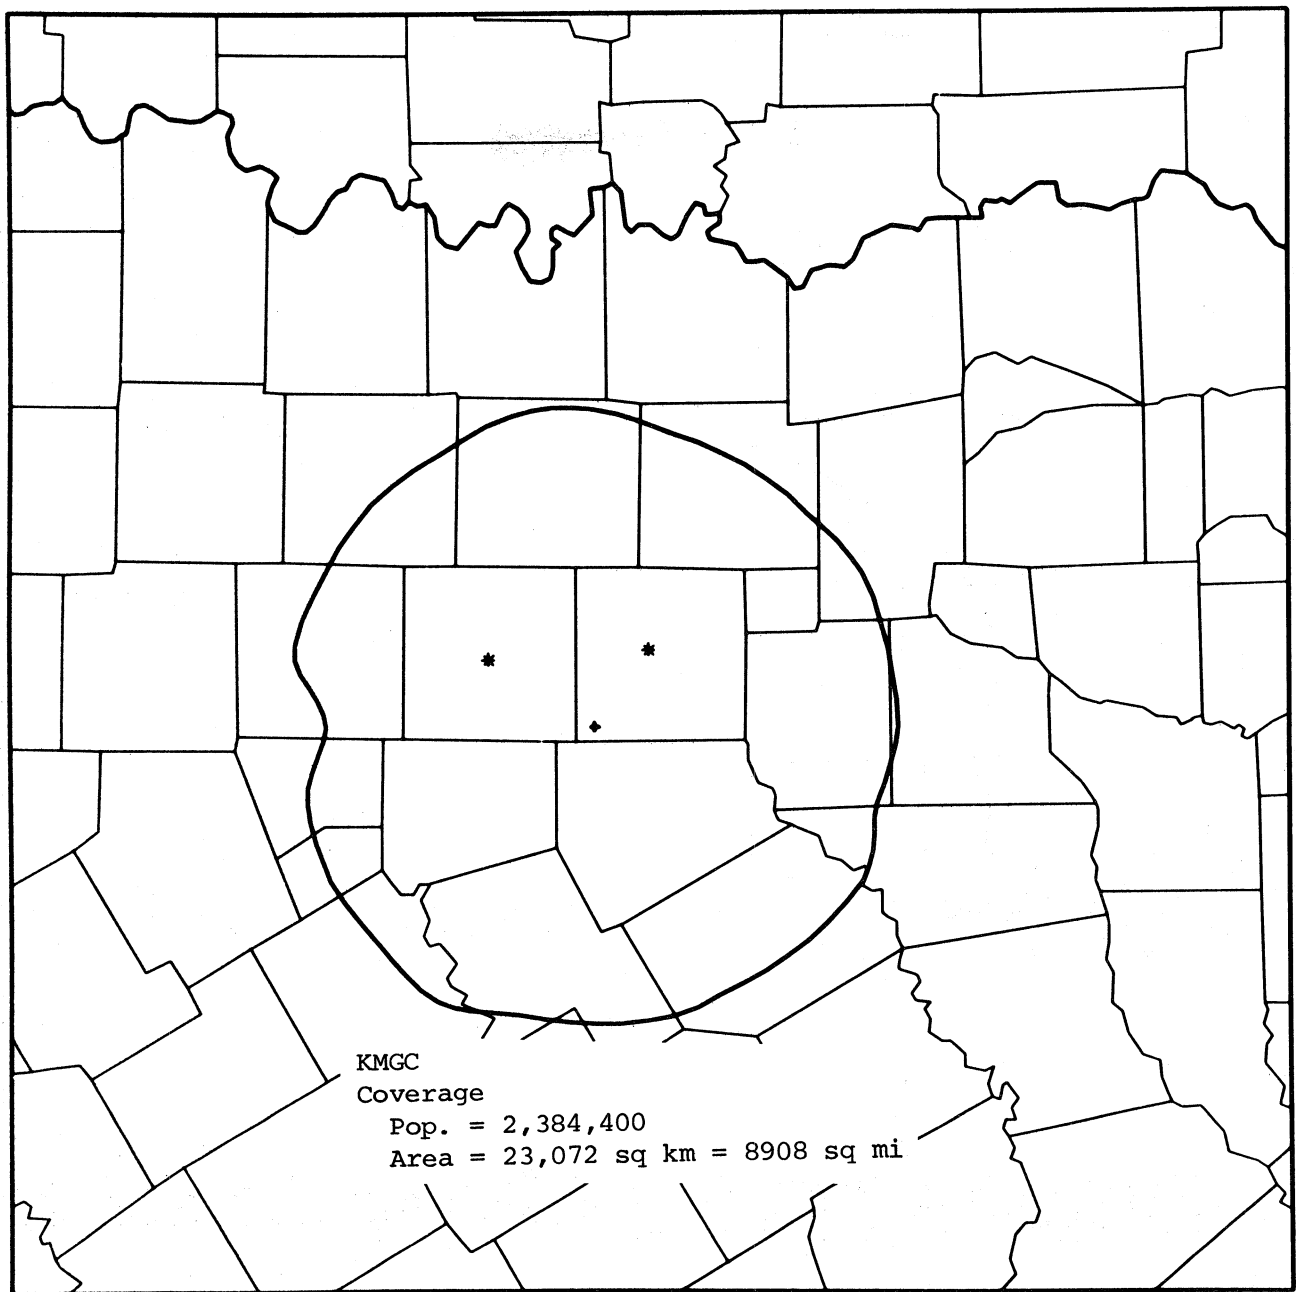 KMGC
Coverage
Pop. = 2,384,400
Area = 23,072 sq km = 8908 sq mi